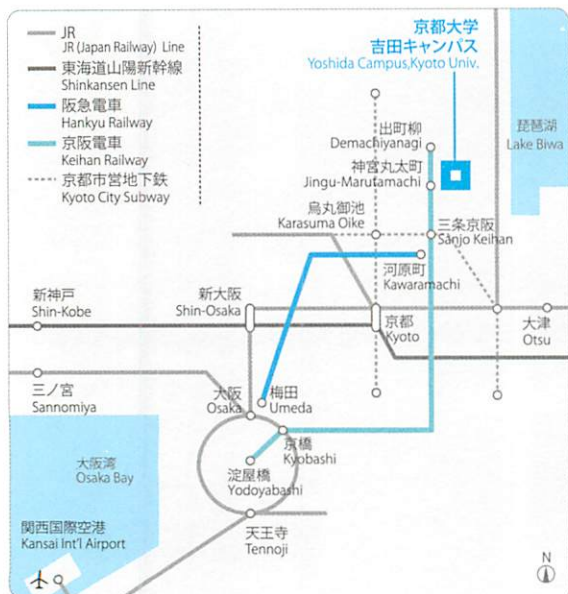 JR
JR (Japan Railway) Line
東海道山陽新幹線
Shinkansen Line
阪急電車
Hankyu Railway
京阪電車
Keihan Railway
京都市営地下鉄
Kyoto City Subway
京都大学
吉田キャンパス
Yoshida Campus,Kyoto Univ.
琵琶湖
Lake Biwa
出町柳
Demachiyanagi
神宮丸太町
Jingu-Marutamachi
烏丸御池
Karasuma Oike
三条京阪
Sanjo Keihan
河原町
Kawaramachi
新神戸
Shin-Kobe
新大阪
Shin-Osaka
京都
Kyoto
大津
Otsu
三ノ宮
Sannomiya
大阪
Osaka
梅田
Umeda
京橋
Kyobashi
大阪湾
Osaka Bay
淀屋橋
Yodoyabashi
関西国際空港
Kansai Int'l Airport
天王寺
Tennoji
N